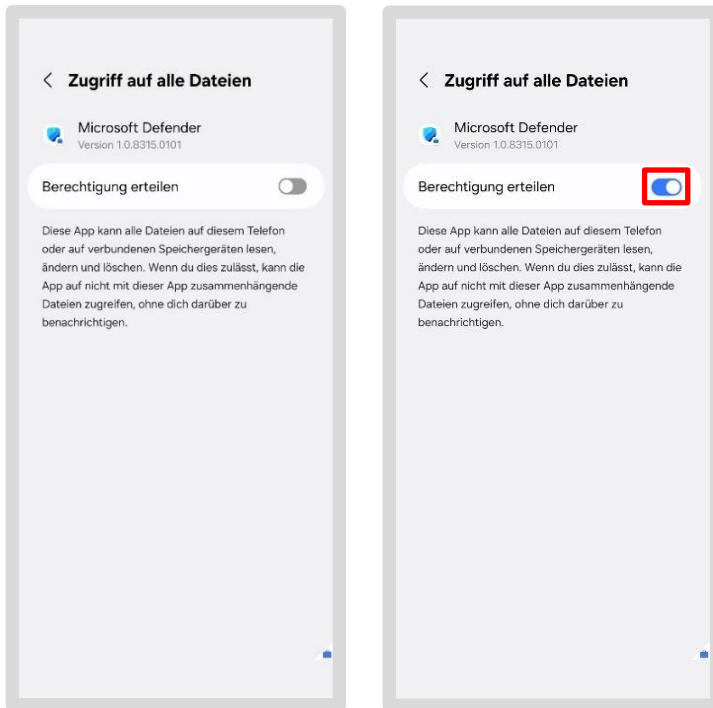 Zugriff auf alle Dateien
Microsoft Defender
Version 1.0.8315.0101
Berechtigung erteilen
Diese App kann alle Dateien auf diesem Telefon
oder auf verbundenen Speichergeräten lesen,
ändern und löschen. Wenn du dies zulässt, kann die
App auf nicht mit dieser App zusammenhängende
Dateien zugreifen, ohne dich darüber zu
benachrichtigen.
Zugriff auf alle Dateien
Microsoft Defender
Version 1.0.8315.0101
Berechtigung erteilen
Diese App kann alle Dateien auf diesem Telefon
oder auf verbundenen Speichergeräten lesen,
ändern und löschen. Wenn du dies zulässt, kann die
App auf nicht mit dieser App zusammenhängende
Dateien zugreifen, ohne dich darüber zu
benachrichtigen.